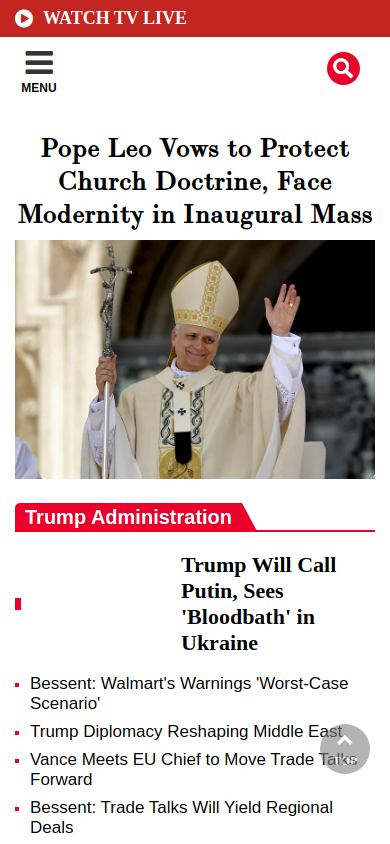 WATCH TV LIVE
MENU
Pope Leo Vows to Protect
Church Doctrine, Face
Modernity in Inaugural Mass
Trump Administration
Trump Will Call
Putin, Sees
'Bloodbath' in
Ukraine
Bessent: Walmart's Warnings 'Worst-Case
Scenario'
Trump Diplomacy Reshaping Middle East
Vance Meets EU Chief to Move Trade Talks
Forward
Bessent: Trade Talks Will Yield Regional
Deals